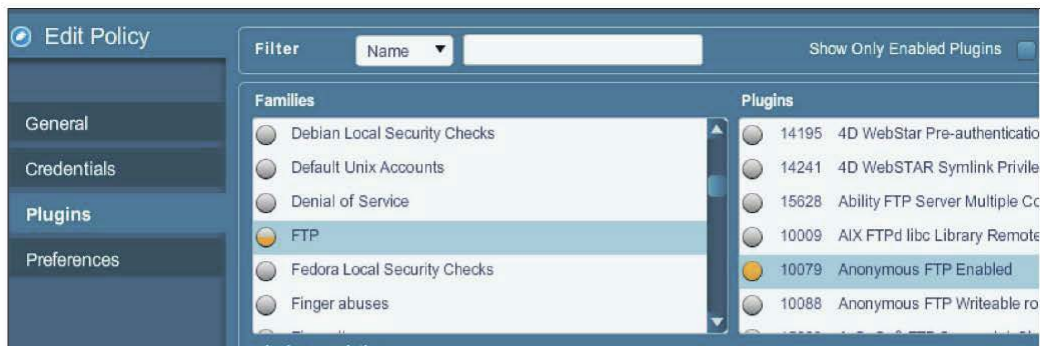 Edit Policy
General
Credentials
Plugins
Preferences
Filter
Name
Show Only Enabled Plugins
Families
Debian Local Security Checks
Default Unix Accounts
Denial of Service
FTP
Fedora Local Security Checks
Finger abuses
Plugins
14195 4D WebStar Pre-authenticatio
14241 4D WebSTAR Symlink Privile
15628 Ability FTP Server Multiple Co
10009 AIX FTPd libc Library Remote
10079 Anonymous FTP Enabled
10088 Anonymous FTP Writeable ro